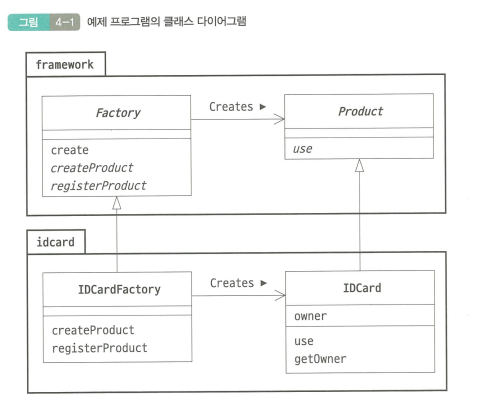 그림 4-1 예제 프로그램의 클래스 다이어그램
framework
Factory
Creates ▶
Product
create
createProduct
registerProduct
use
idcard
IDCardFactory
Creates ▶
IDCard
owner
createProduct
registerProduct
use
getOwner